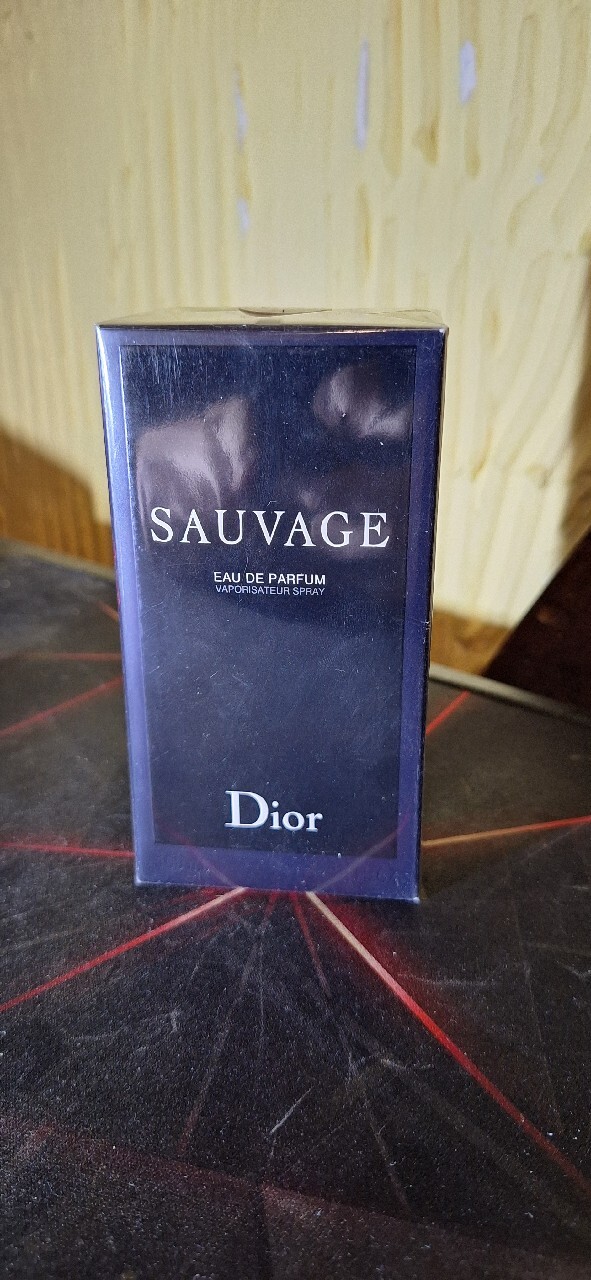 SAUVAGE
EAU DE PARFUM
VAPORISATEUR SPRAY
Dior